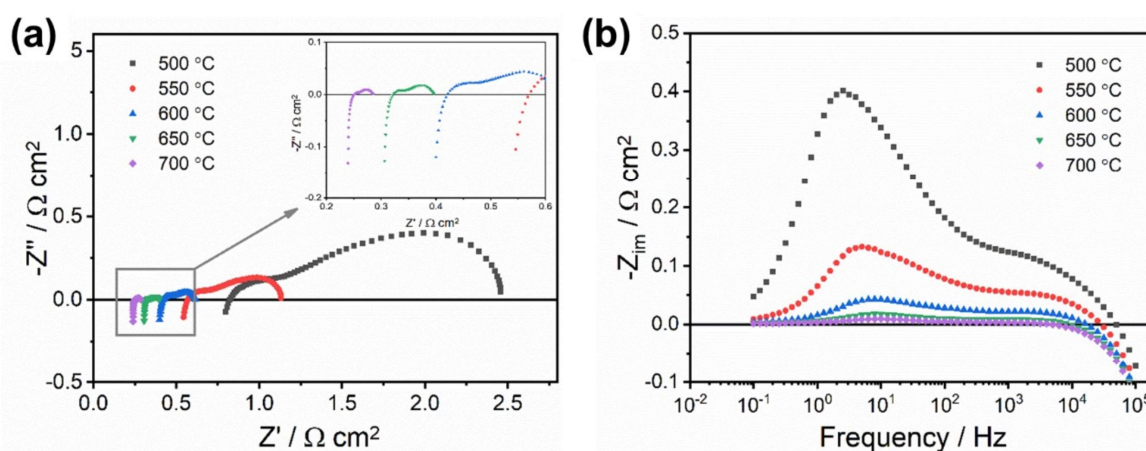 (a)
5
1.0
0.5
0.0
-0.5
-Z'' / Ω cm²
0.0
0.5
1.0
1.5
2.0
2.5
Z' / Ω cm²
500 °C
550 °C
600 °C
650 °C
700 °C
0.1
0.0
-0.1
-0.2
-Z'' / Ω cm²
0.2
0.3
0.4
0.5
0.6
Z' / Ω cm²
(b)
0.5
0.4
0.3
0.2
0.1
0.0
-0.1
-Zim / Ω cm²
10⁻²
10⁻¹
10⁰
10¹
10²
10³
10⁴
10⁵
Frequency / Hz
500 °C
550 °C
600 °C
650 °C
700 °C